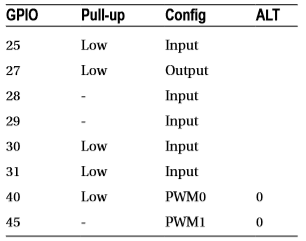 GPIO Pull-up Config ALT
25 Low Input
27 Low Output
28 - Input
29 - Input
30 Low Input
31 Low Input
40 Low PWM0 0
45 - PWM1 0